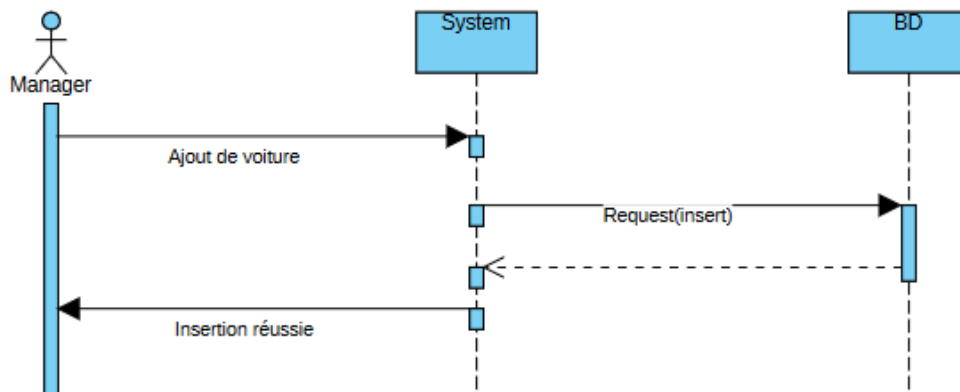 System
BD
Manager
Ajout de voiture
Request(insert)
Insertion réussie